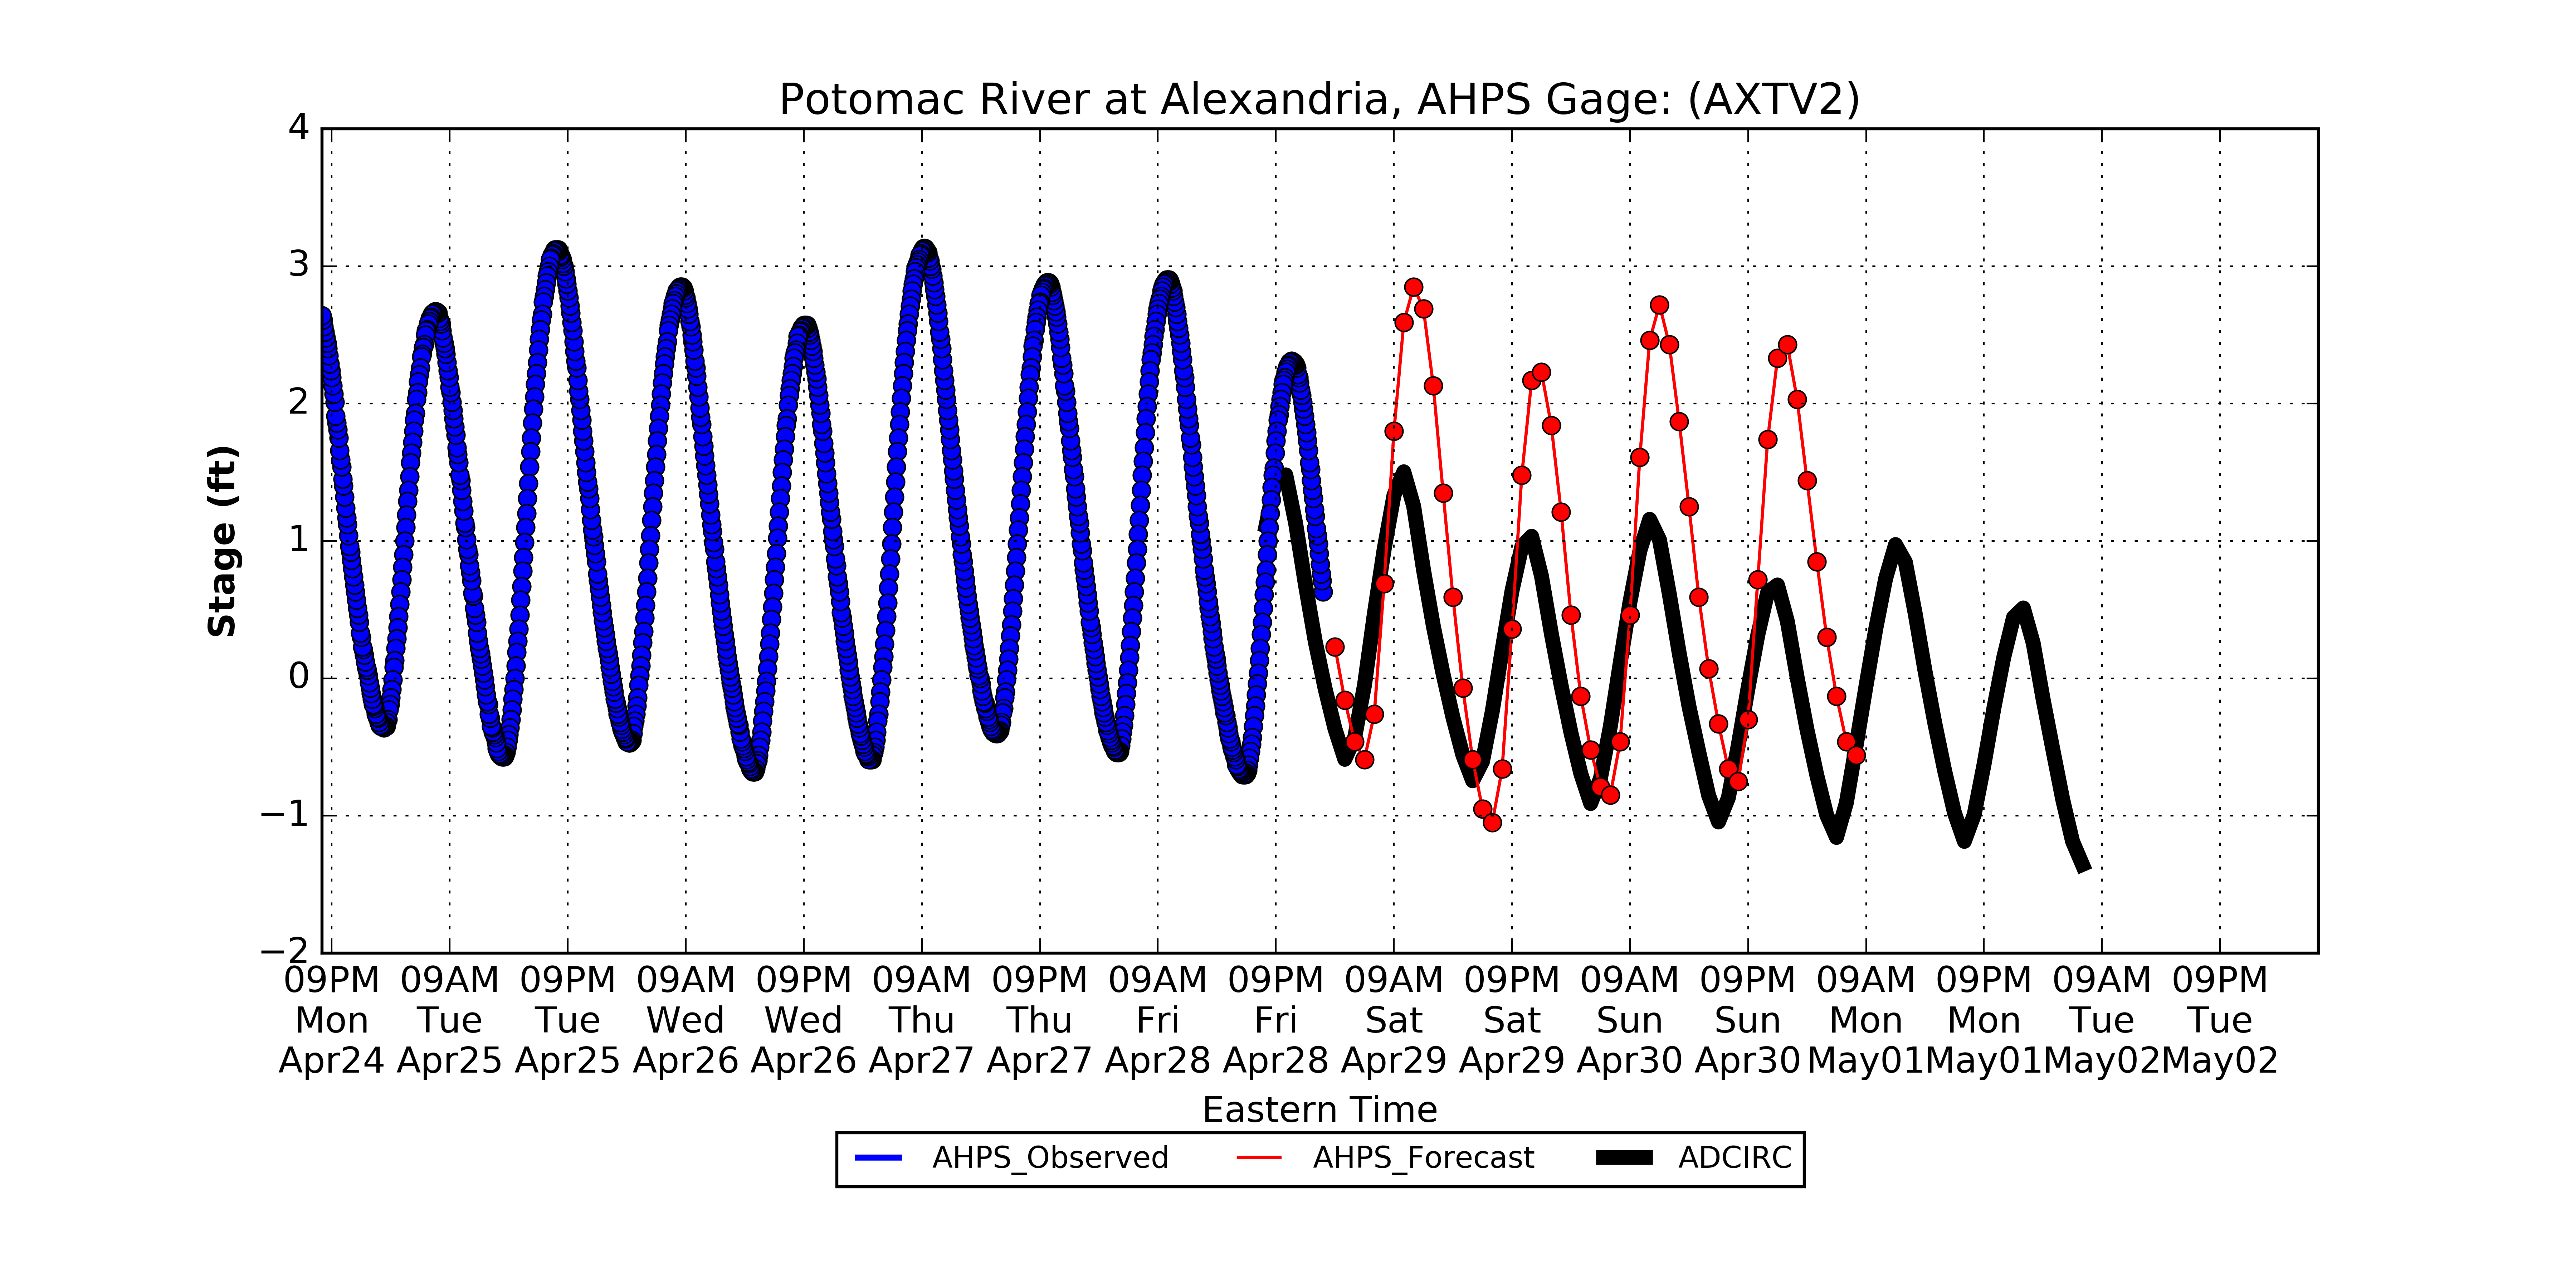 Potomac River at Alexandria, AHPS Gage: (AXTV2)
4
3
2
1
0
−1
−2
Stage (ft)
09PM 09AM 09PM 09AM 09PM 09AM 09PM 09AM 09PM 09AM 09PM 09AM 09PM 09AM 09PM 09AM 09PM
Mon Tue Tue Wed Wed Thu Thu Fri Fri Sat Sat Sun Sun Mon Mon Tue Tue
Apr24 Apr25 Apr25 Apr26 Apr26 Apr27 Apr27 Apr28 Apr28 Apr29 Apr29 Apr30 Apr30 May01 May01 May02 May02
Eastern Time
AHPS_Observed AHPS_Forecast ADCIRC